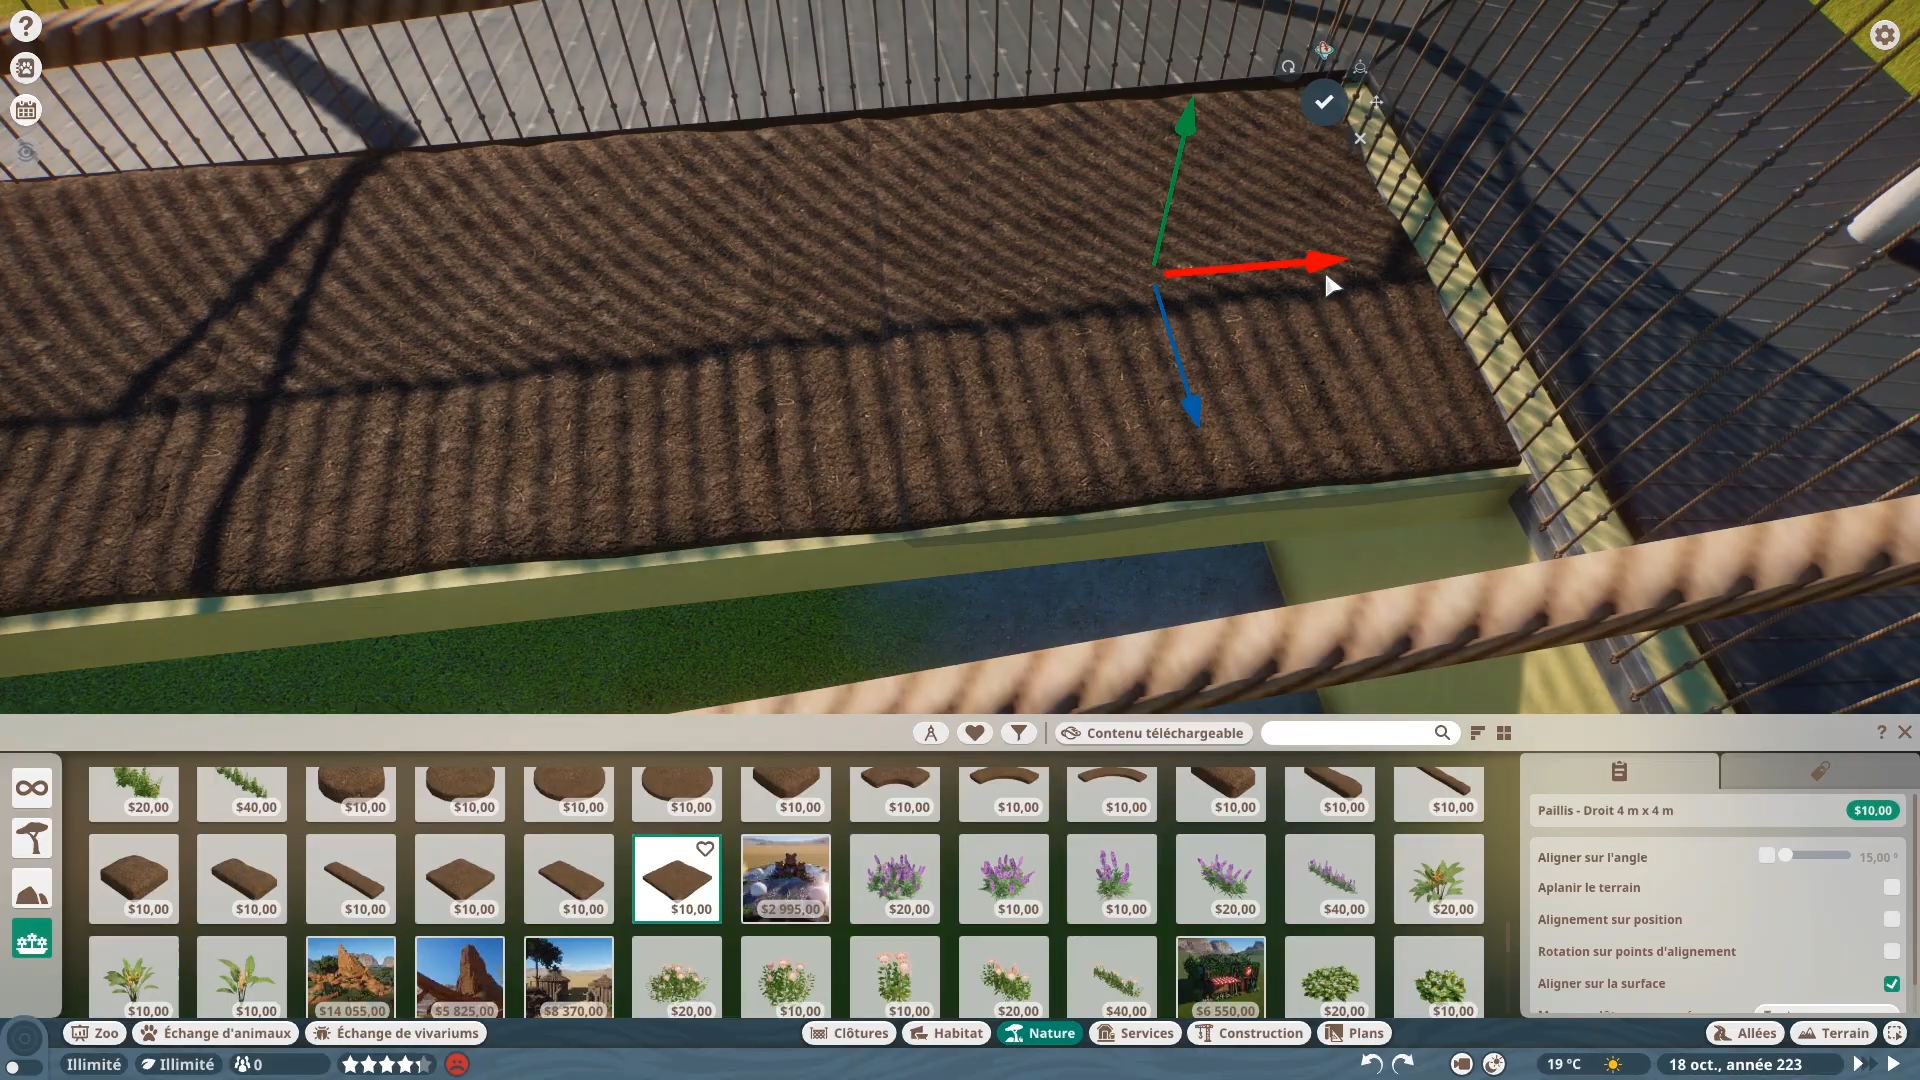 Contenu téléchargeable
$20,00 $40,00 $10,00 $10,00 $10,00 $10,00 $10,00 $10,00 $10,00 $10,00 $10,00 $10,00 $10,00
$10,00 $10,00 $10,00 $10,00 $10,00 $10,00 $2 995,00 $20,00 $10,00 $10,00 $20,00 $40,00 $20,00
$10,00 $10,00 $14 055,00 $5 825,00 $8 370,00 $20,00 $10,00 $10,00 $20,00 $40,00 $6 550,00 $20,00 $10,00
Paillis - Droit 4 m x 4 m $10,00
Aligner sur l'angle 15,00 °
Aplanir le terrain
Alignement sur position
Rotation sur points d'alignement
Aligner sur la surface
Zoo Échange d'animaux Échange de vivariums Clôtures Habitat Nature Services Construction Plans Allées Terrain
Illimité Illimité 0 19 °C 18 oct., année 223